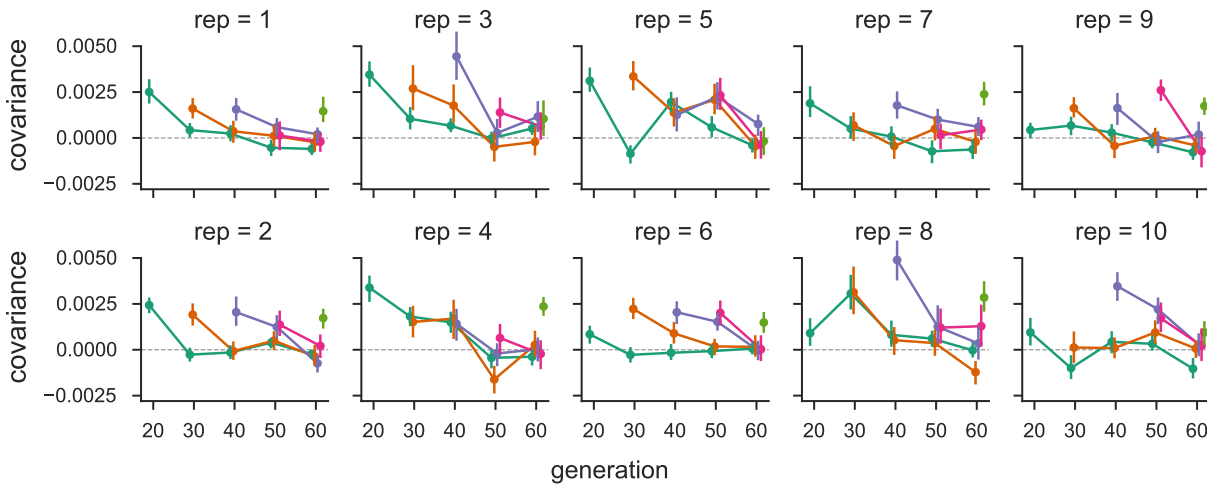 rep = 1 rep = 3 rep = 5 rep = 7 rep = 9
0.0050
0.0025
0.0000
−0.0025
covariance
rep = 2 rep = 4 rep = 6 rep = 8 rep = 10
0.0050
0.0025
0.0000
−0.0025
covariance
20 30 40 50 60 20 30 40 50 60 20 30 40 50 60 20 30 40 50 60 20 30 40 50 60
generation